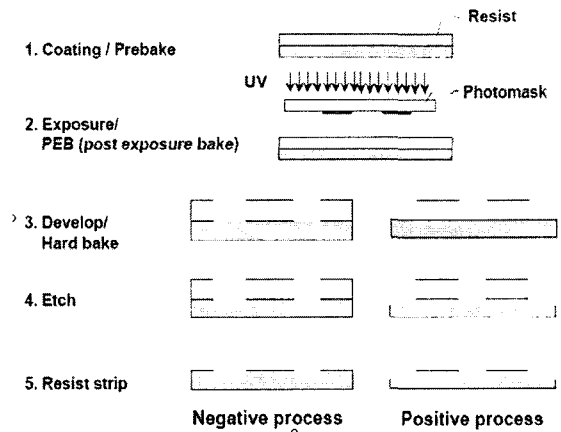 Resist
1. Coating / Prebake
UV
Photomask
2. Exposure/
PEB (post exposure bake)
3. Develop/
Hard bake
4. Etch
5. Resist strip
Negative process
Positive process